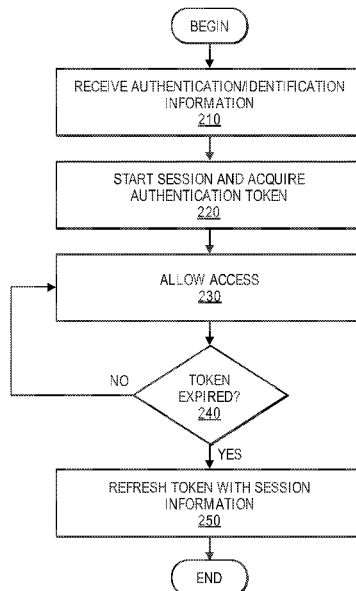 BEGIN
RECEIVE AUTHENTICATION/IDENTIFICATION
INFORMATION
210
START SESSION AND ACQUIRE
AUTHENTICATION TOKEN
220
ALLOW ACCESS
230
NO
TOKEN
EXPIRED?
240
YES
REFRESH TOKEN WITH SESSION
INFORMATION
250
END